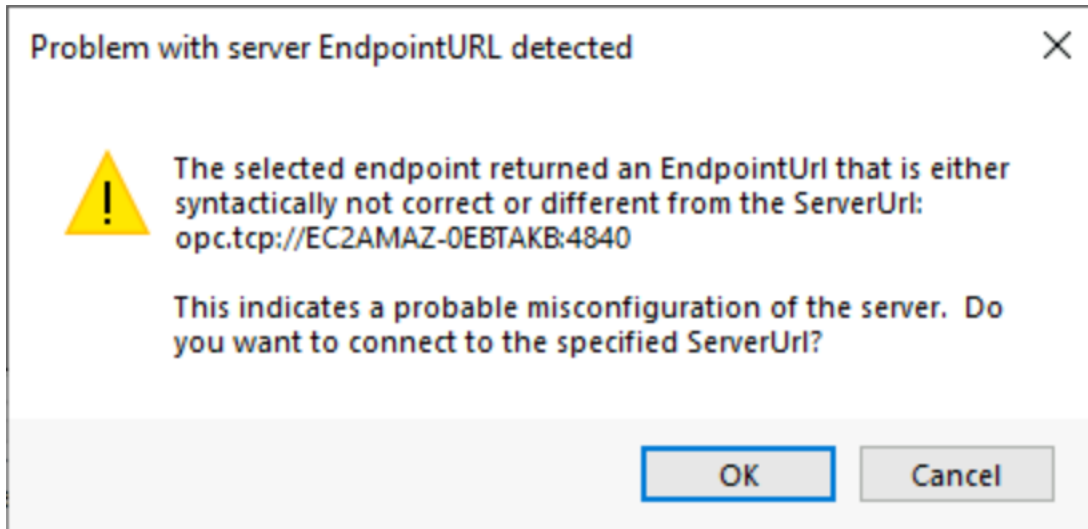 Problem with server EndpointURL detected
The selected endpoint returned an EndpointUrl that is either
syntactically not correct or different from the ServerUrl:
opc.tcp://EC2AMAZ-0EBTAKB:4840
This indicates a probable misconfiguration of the server.  Do
you want to connect to the specified ServerUrl?
OK
Cancel